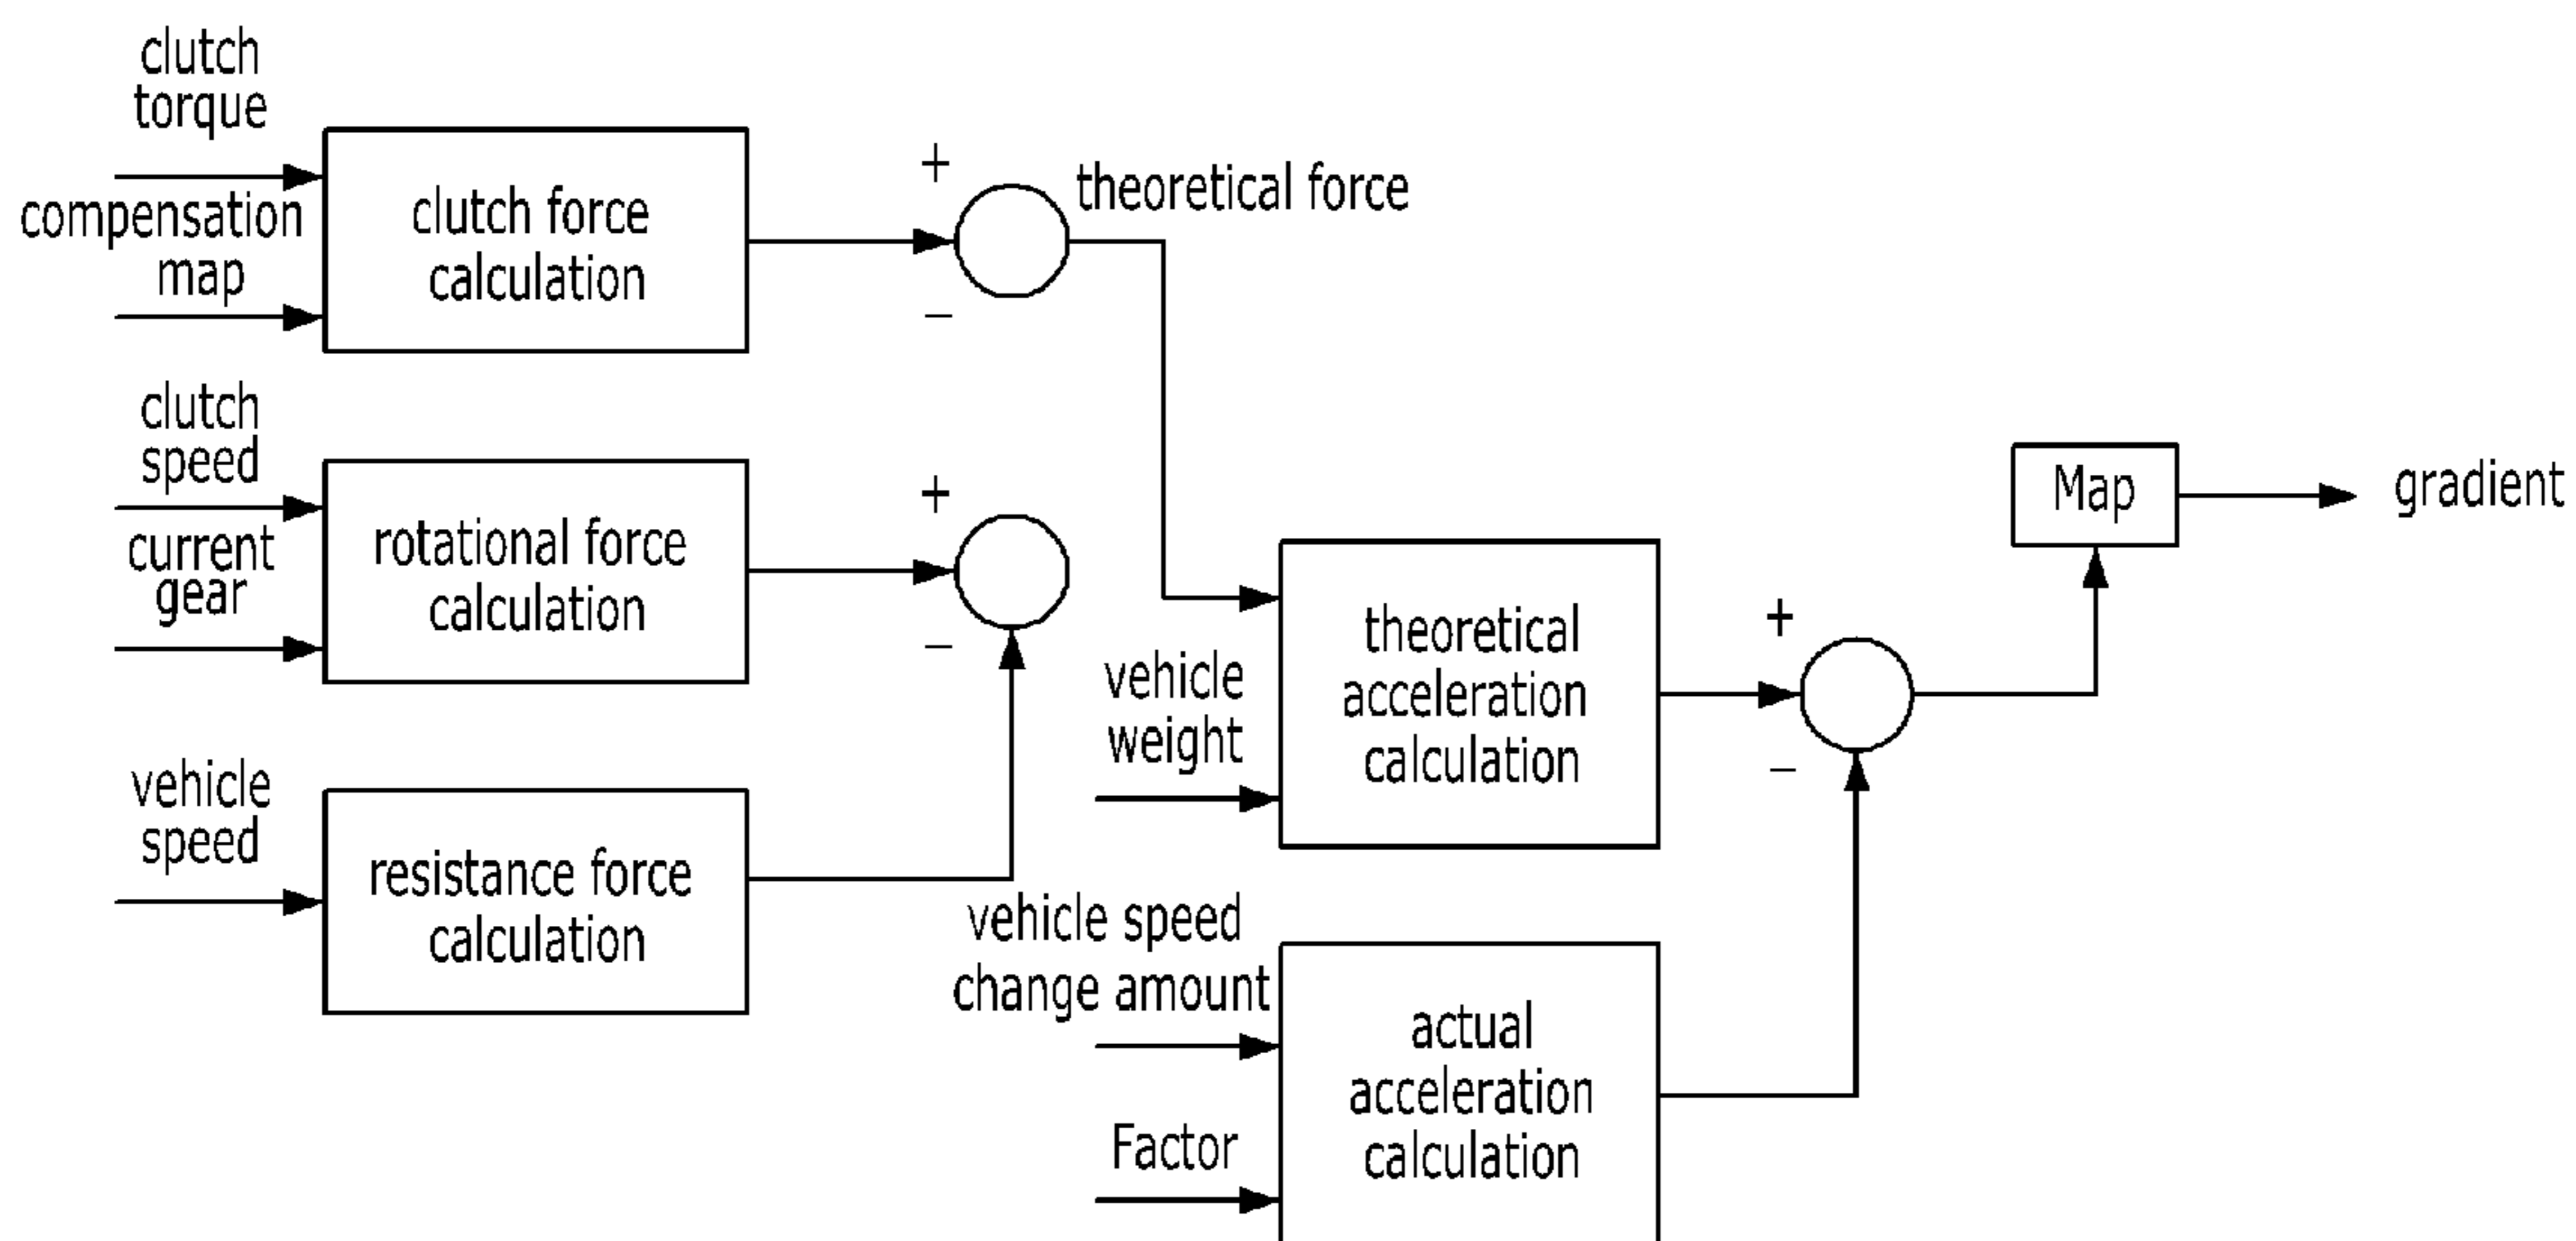 clutch
torque
compensation
map
clutch force
calculation
+
−
theoretical force
clutch
speed
current
gear
rotational force
calculation
+
−
vehicle
speed
resistance force
calculation
vehicle
weight
theoretical
acceleration
calculation
+
−
vehicle speed
change amount
Factor
actual
acceleration
calculation
Map
gradient